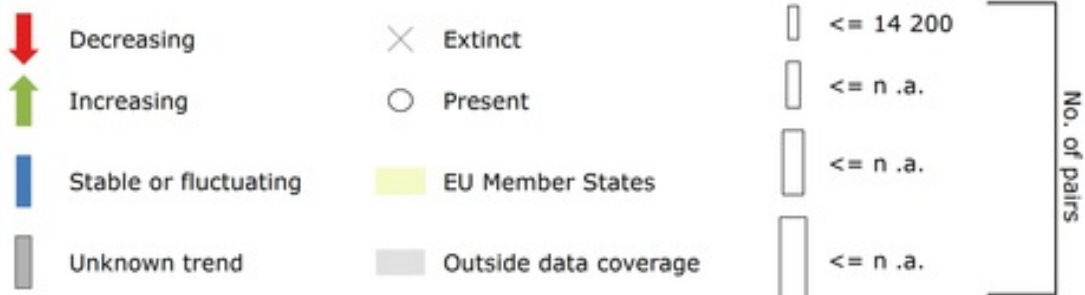 Decreasing
Increasing
Stable or fluctuating
Unknown trend
Extinct
Present
EU Member States
Outside data coverage
<= 14 200
<= n .a.
<= n .a.
<= n .a.
No. of pairs